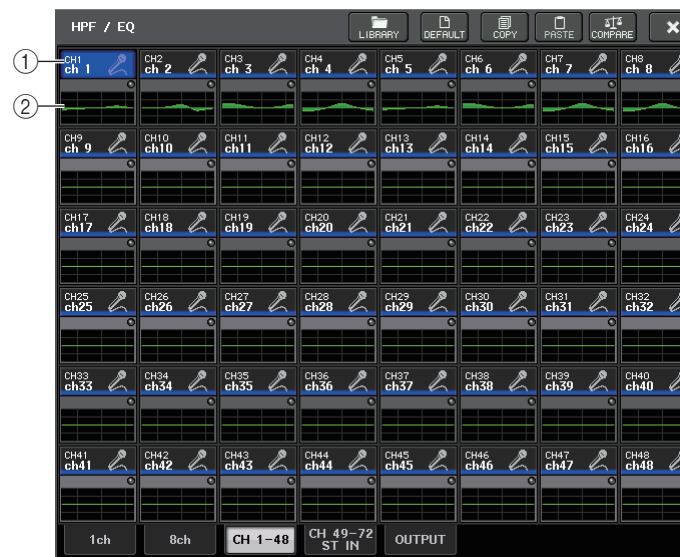 HPF / EQ
LIBRARY DEFAULT COPY PASTE COMPARE
1
CH1 CH2 CH3 CH4 CH5 CH6 CH7 CH8
ch 1 ch 2 ch 3 ch 4 ch 5 ch 6 ch 7 ch 8
2
CH9 CH10 CH11 CH12 CH13 CH14 CH15 CH16
ch 9 ch10 ch11 ch12 ch13 ch14 ch15 ch16
CH17 CH18 CH19 CH20 CH21 CH22 CH23 CH24
ch17 ch18 ch19 ch20 ch21 ch22 ch23 ch24
CH25 CH26 CH27 CH28 CH29 CH30 CH31 CH32
ch25 ch26 ch27 ch28 ch29 ch30 ch31 ch32
CH33 CH34 CH35 CH36 CH37 CH38 CH39 CH40
ch33 ch34 ch35 ch36 ch37 ch38 ch39 ch40
CH41 CH42 CH43 CH44 CH45 CH46 CH47 CH48
ch41 ch42 ch43 ch44 ch45 ch46 ch47 ch48
1ch 8ch CH 1-48 CH 49-72 OUTPUT
ST IN